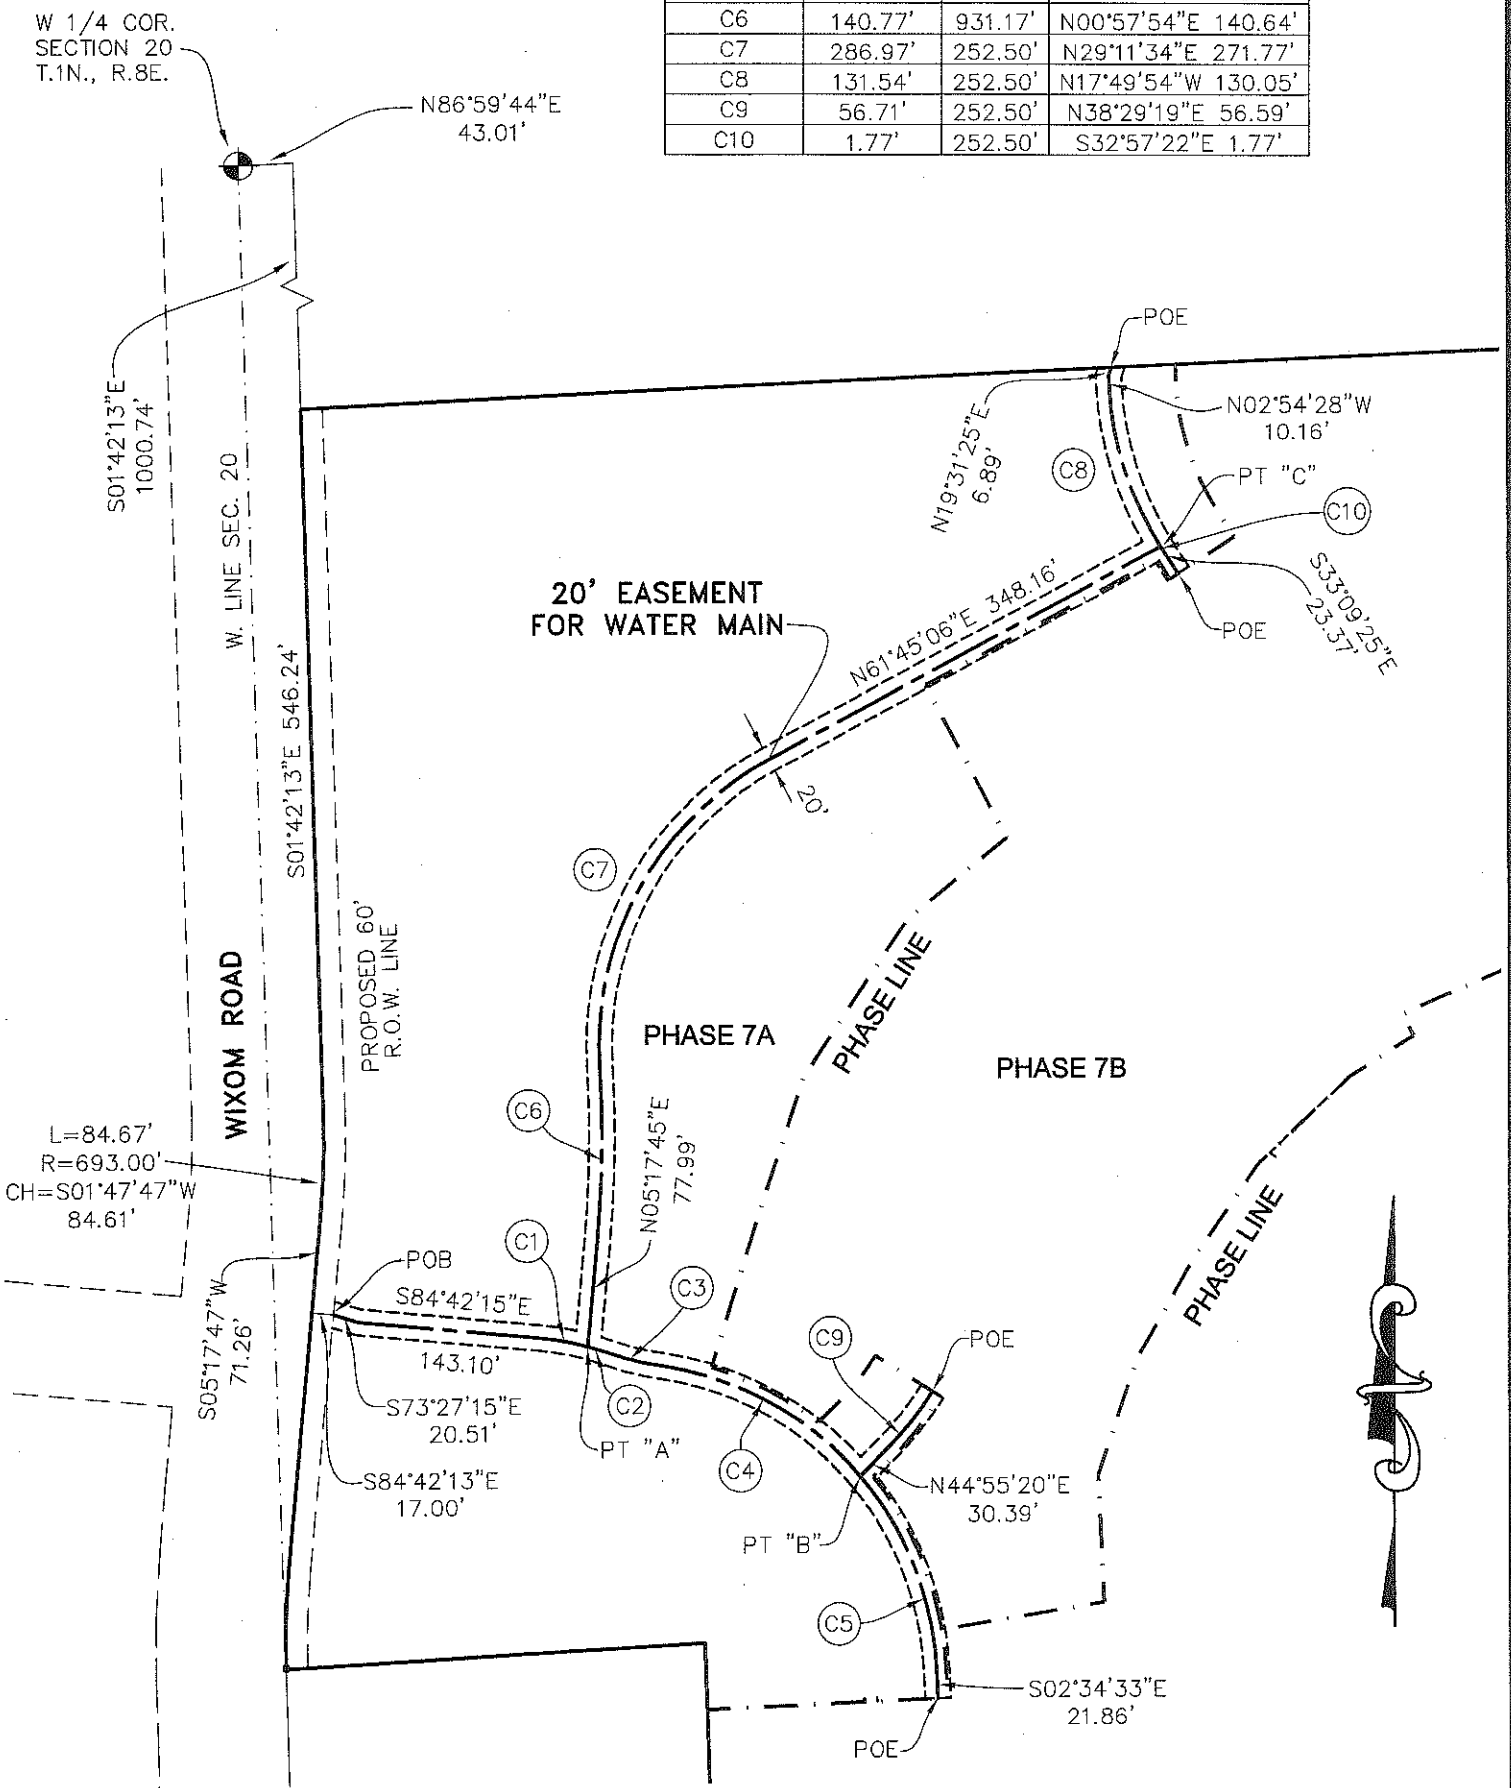 W 1/4 COR.
SECTION 20
T.1N., R.8E.
N86°59'44"E
43.01'
C6 140.77' 931.17' N00°57'54"E 140.64'
C7 286.97' 252.50' N29°11'34"E 271.77'
C8 131.54' 252.50' N17°49'54"W 130.05'
C9 56.71' 252.50' N38°29'19"E 56.59'
C10 1.77' 252.50' S32°57'22"E 1.77'
S01°42'13"E
1000.74'
W. LINE SEC. 20
S01°42'13"E 546.24'
POE
N02°54'28"W
10.16'
N19°31'25"E
6.89'
C8
PT "C"
C10
S33°09'25"E
23.37'
POE
20' EASEMENT
FOR WATER MAIN
N61°45'06"E 348.16'
20'
C7
PROPOSED 60'
R.O.W. LINE
WIXOM ROAD
PHASE 7A
PHASE LINE
PHASE 7B
C6
N05°17'45"E
77.99'
L=84.67'
R=693.00'
CH=S01°47'47"W
84.61'
PHASE LINE
C1
POB
S84°42'15"E
143.10'
C3
S05°17'47"W
71.26'
C9
POE
S73°27'15"E
20.51'
C2
PT "A"
C4
S84°42'13"E
17.00'
N44°55'20"E
30.39'
PT "B"
C5
S02°34'33"E
21.86'
POE